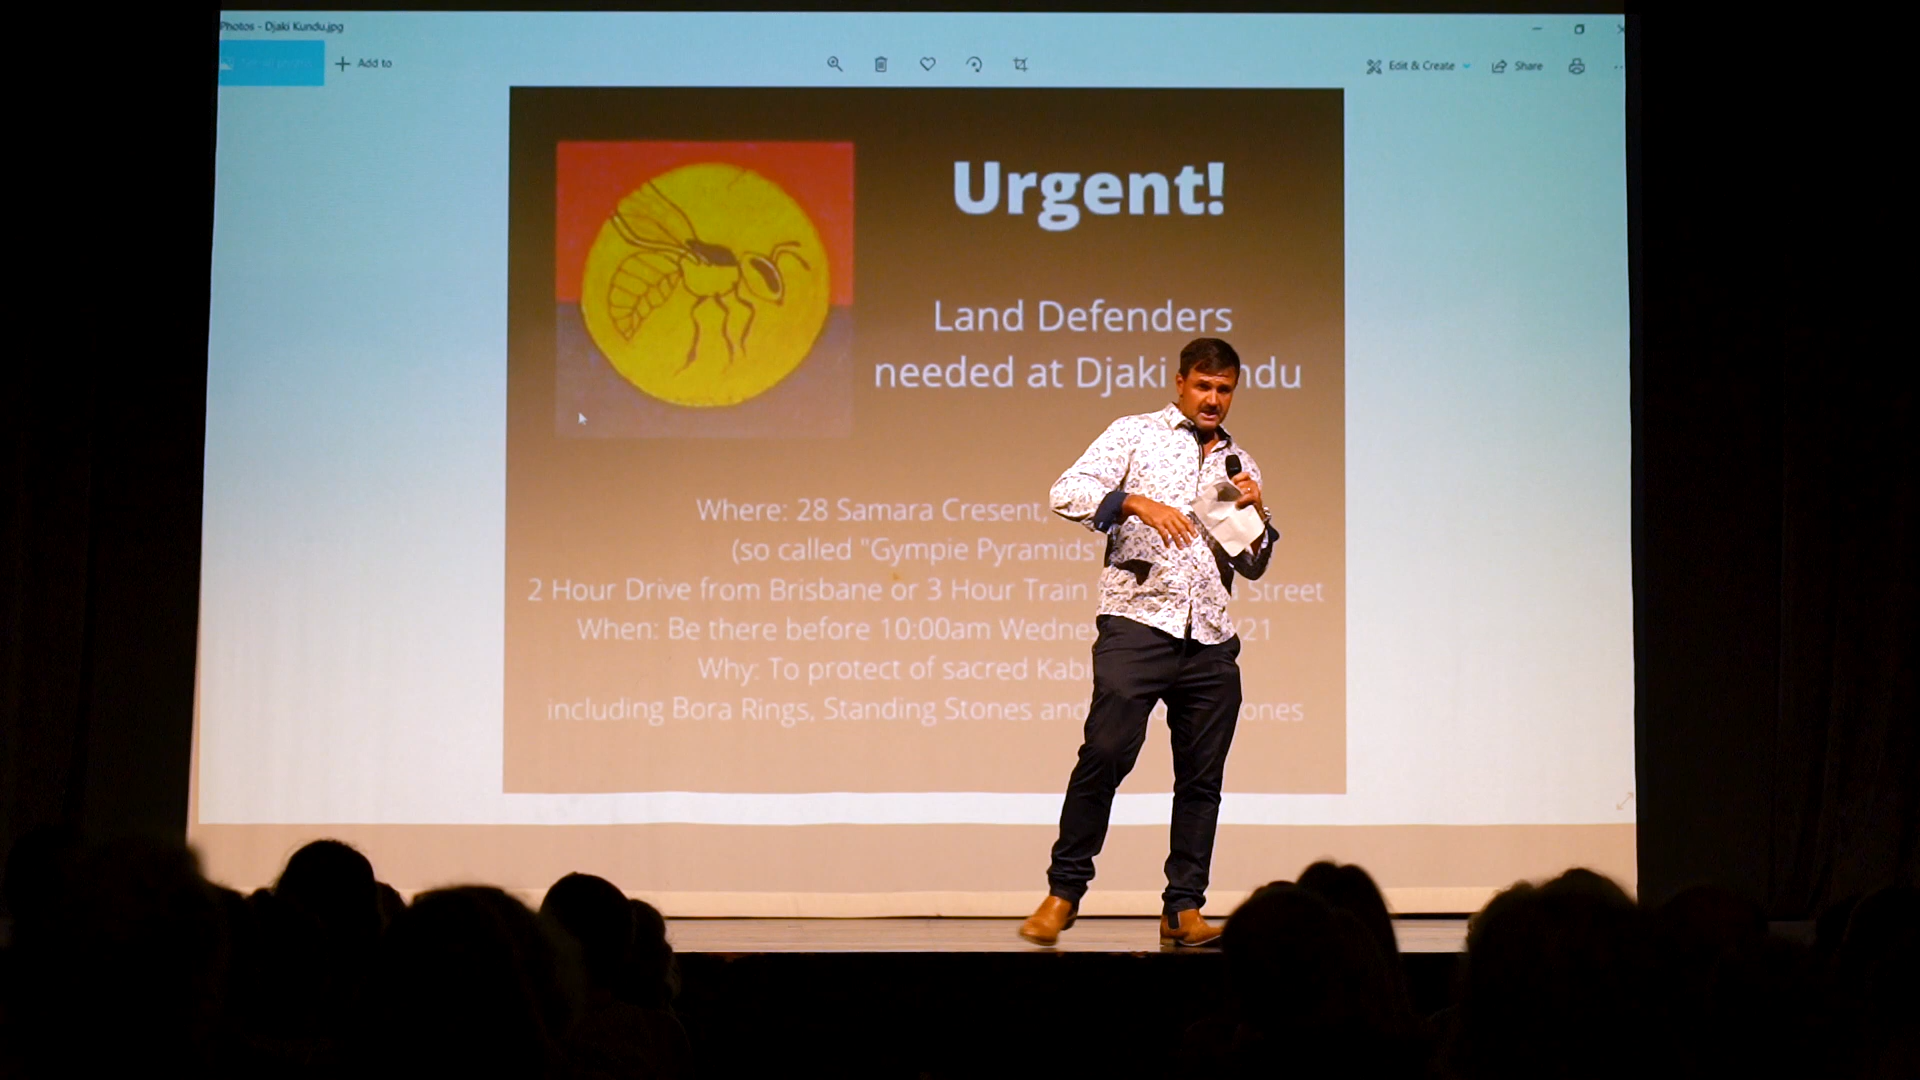 Photos - Djaki Kundu.jpg
Add to
Edit & Create
Share
Urgent!
Land Defenders
needed at Djaki ndu
Where: 28 Samara Cresent,
(so called "Gympie Pyramids"
2 Hour Drive from Brisbane or 3 Hour Train Street
When: Be there before 10:00am /21
Why: To protect of sacred Kabi
including Bora Rings, Standing Stones and